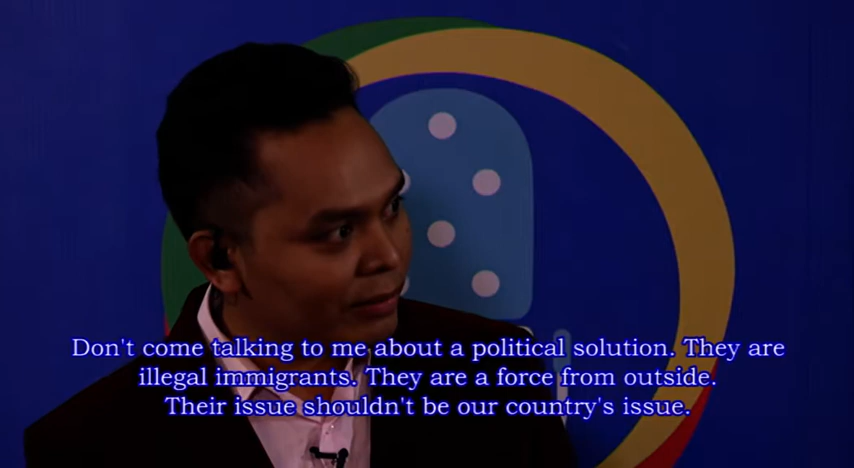 Don't come talking to me about a political solution. They are
illegal immigrants. They are a force from outside.
Their issue shouldn't be our country's issue.